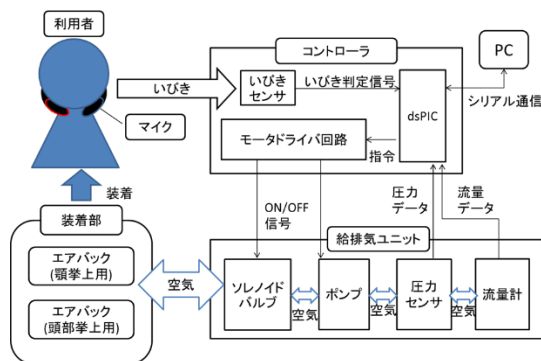 利用者
コントローラ
PC
いびき
いびき
センサ
いびき判定信号
dsPIC
シリアル通信
マイク
モータドライバ回路
指令
装着
装着部
ON/OFF
信号
圧力
データ
流量
データ
給排気ユニット
エアバック
(顎挙上用)
エアバック
(頭部挙上用)
空気
ソレノイド
バルブ
空気
ポンプ
空気
圧力
センサ
空気
流量計